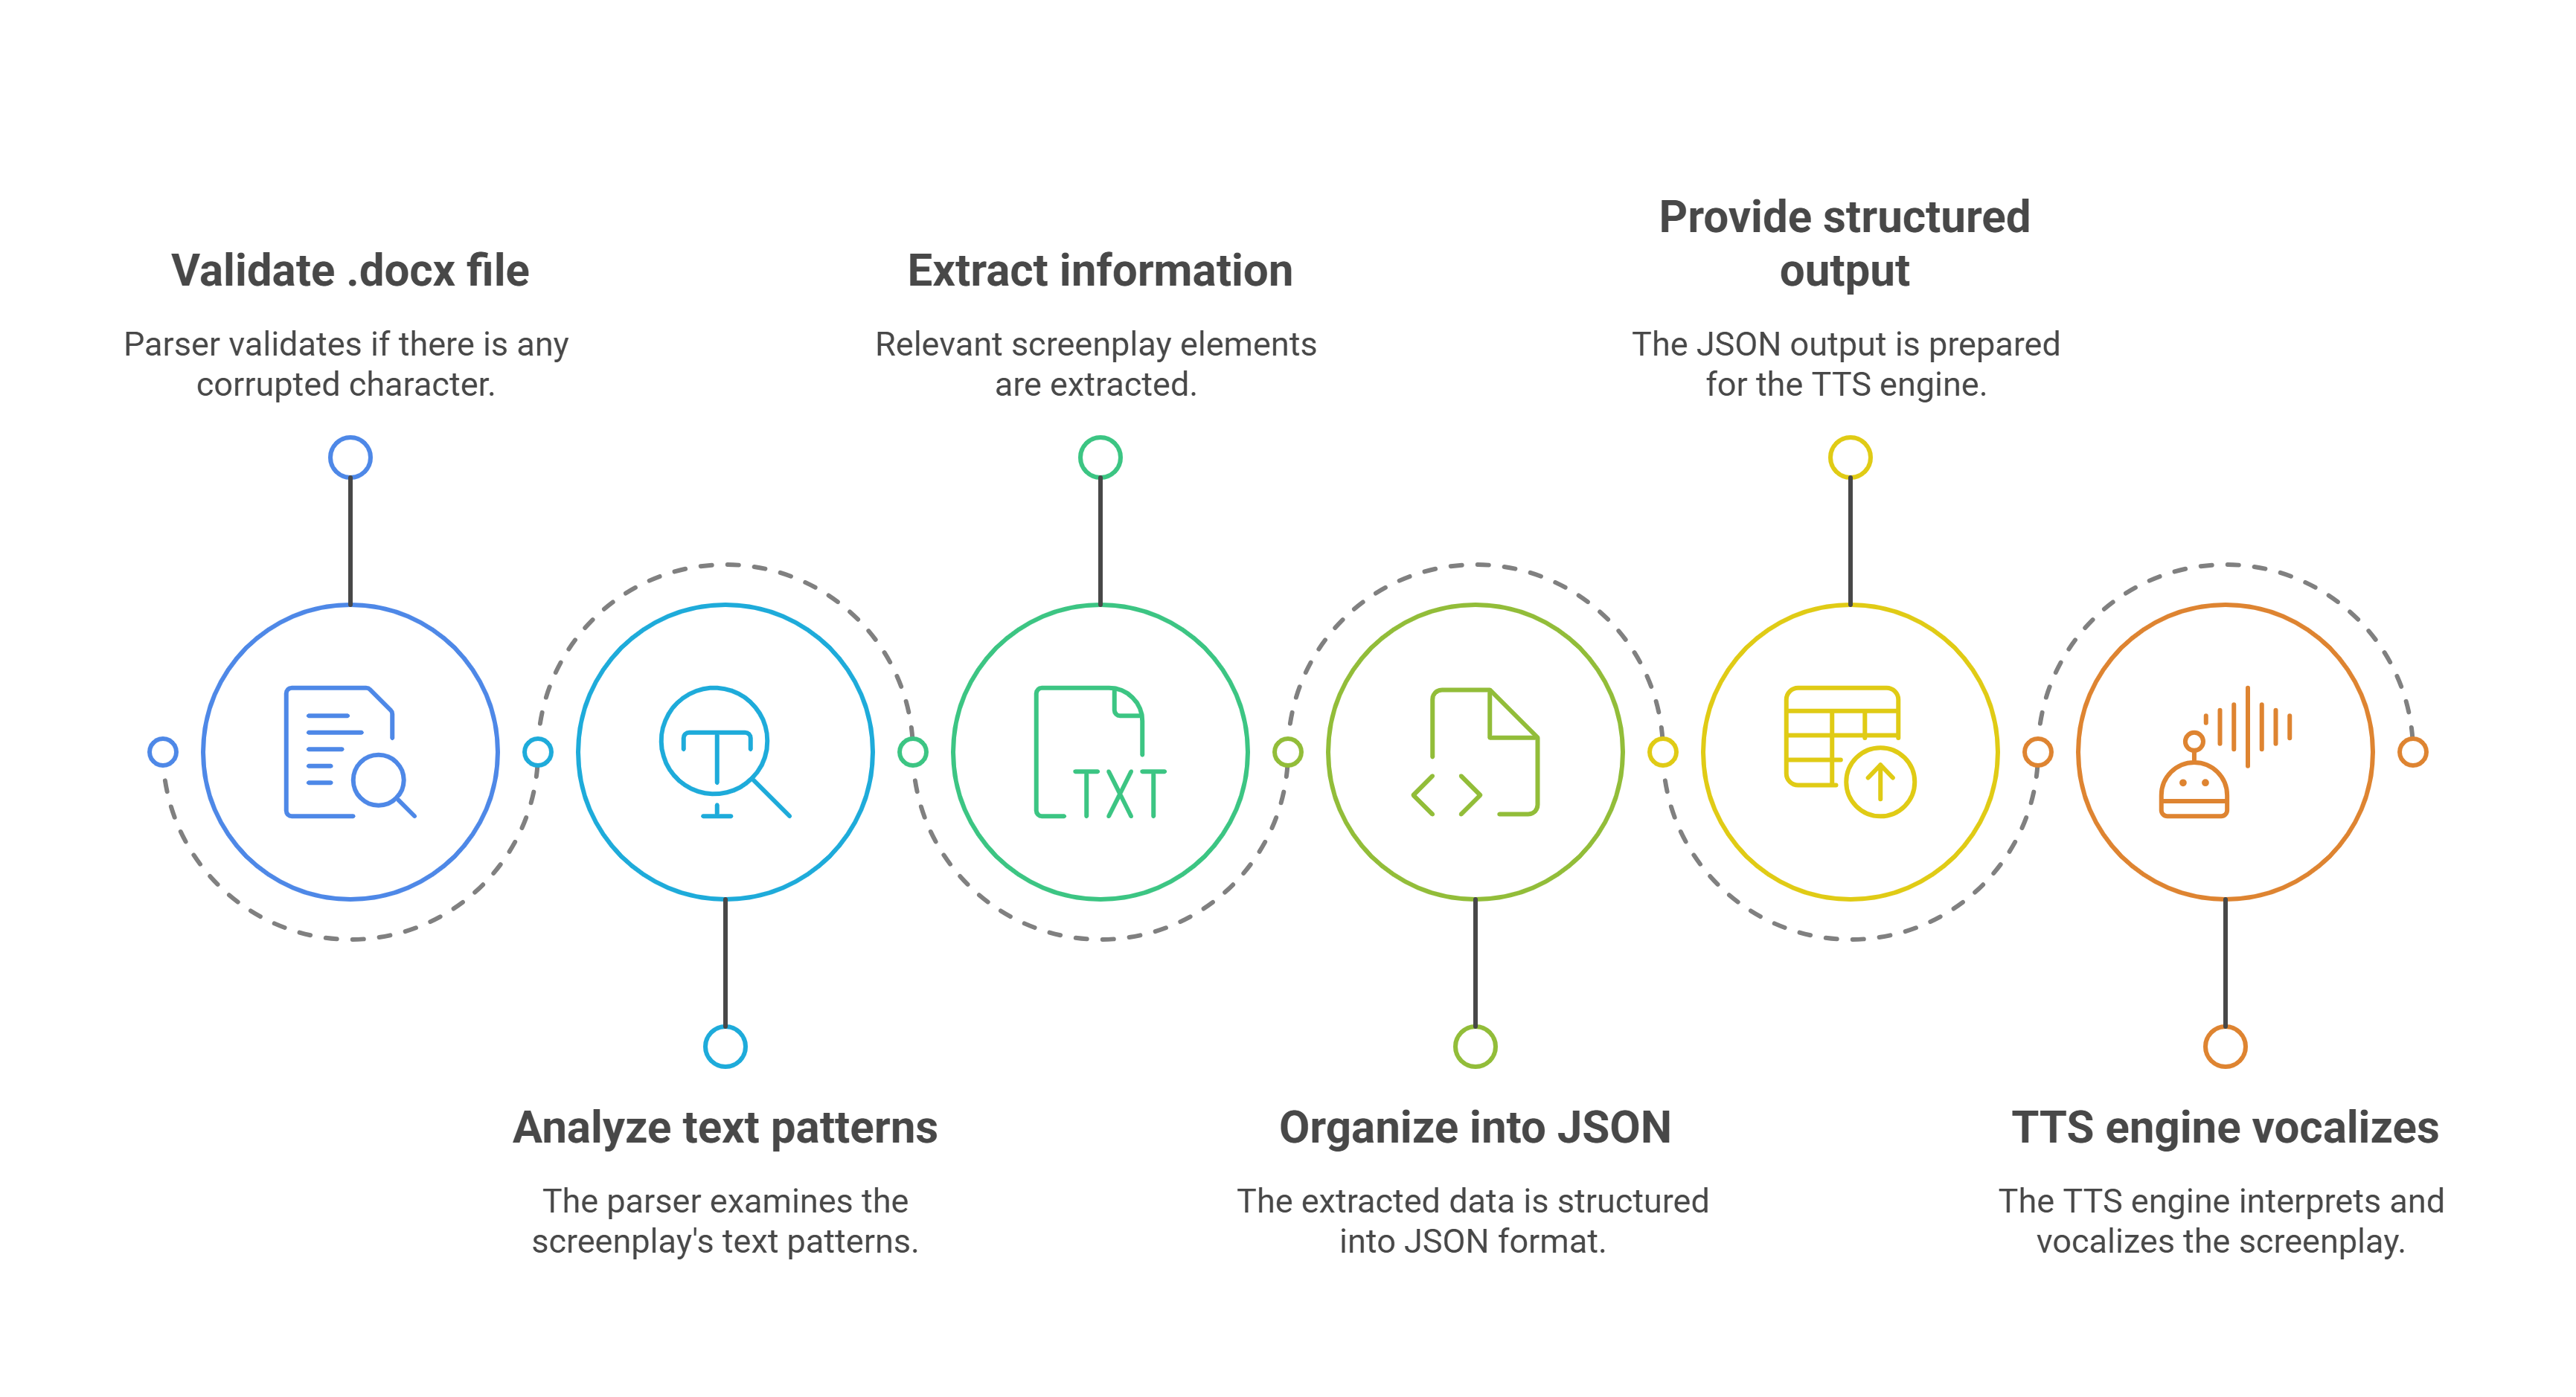 Validate .docx file
Parser validates if there is any
corrupted character.
Analyze text patterns
The parser examines the
screenplay's text patterns.
Extract information
Relevant screenplay elements
are extracted.
TXT
Organize into JSON
The extracted data is structured
into JSON format.
Provide structured
output
The JSON output is prepared
for the TTS engine.
TTS engine vocalizes
The TTS engine interprets and
vocalizes the screenplay.